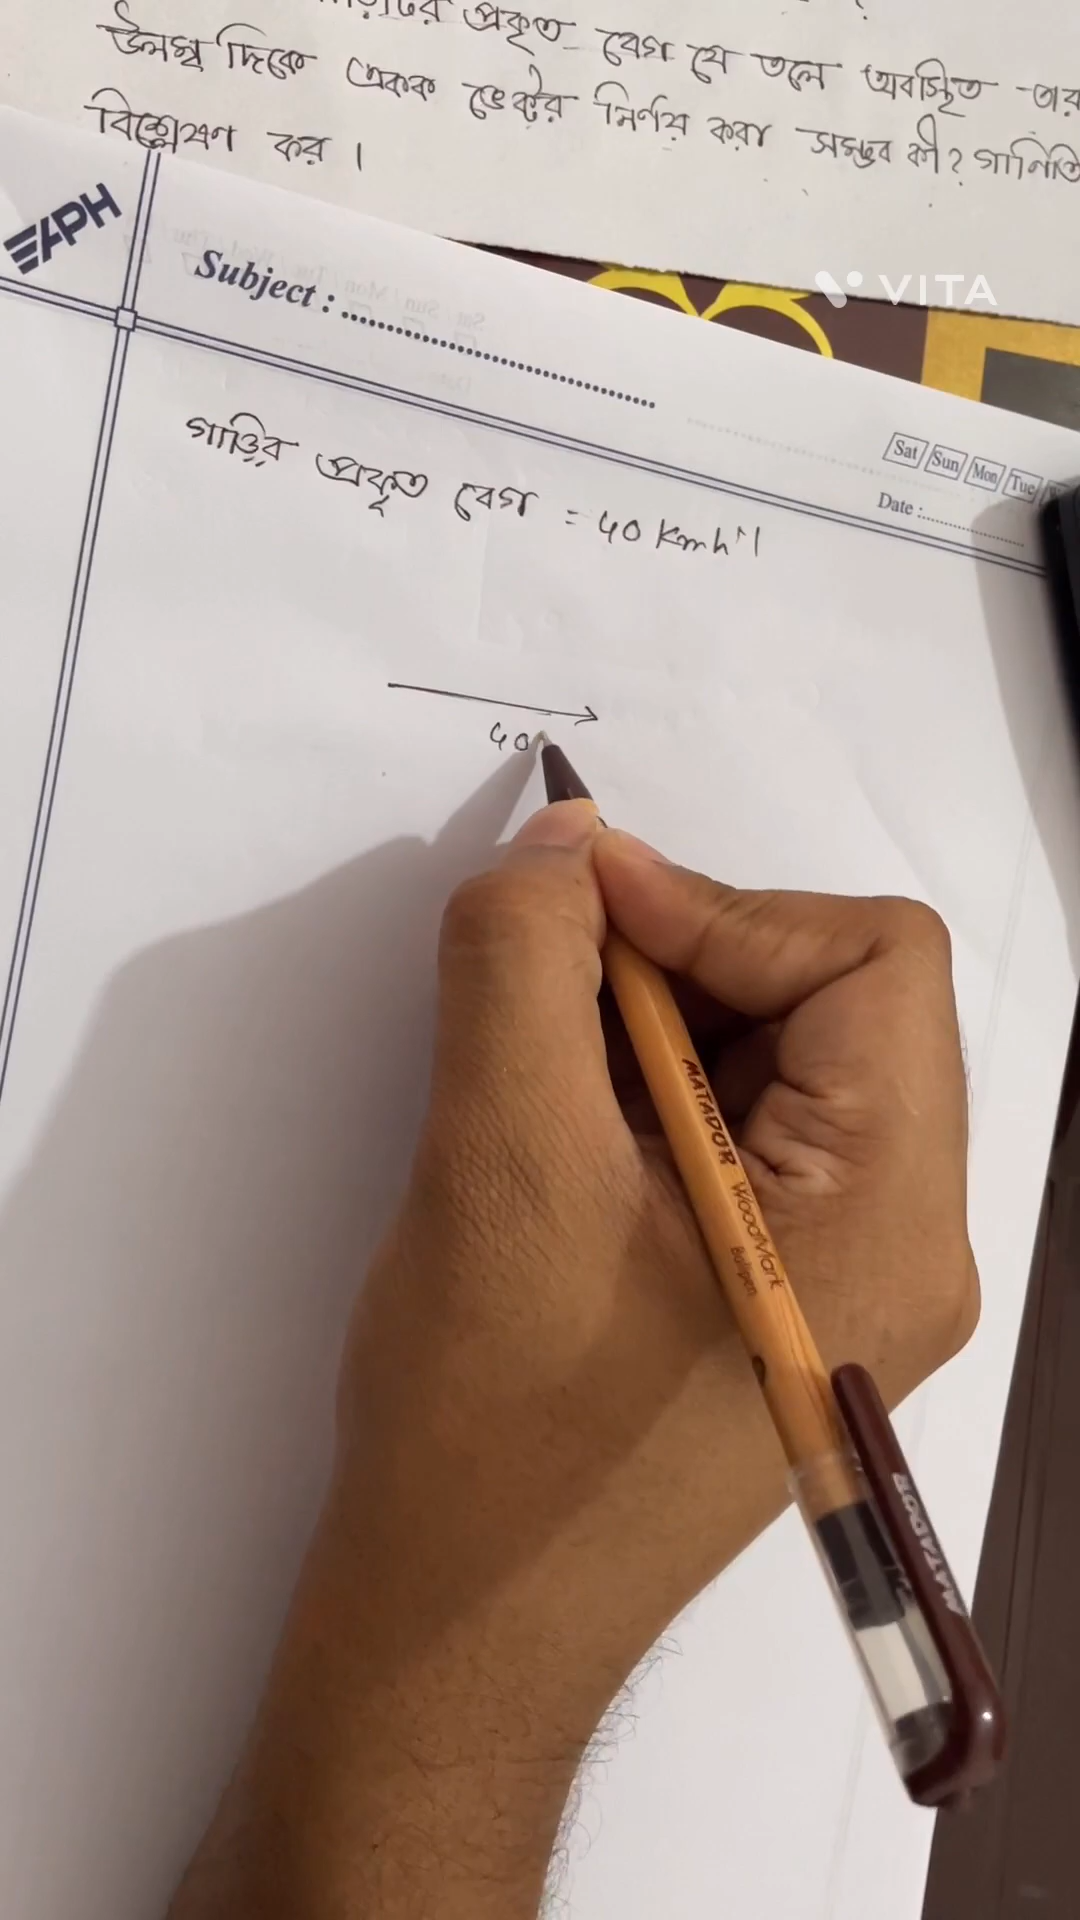 প্রকৃত বেগ যে তলে অবস্থিত তার
উলম্ব দিকে একক ভেক্টর নির্ণয় করা সম্ভব কী? গানিতি
বিশ্লেষণ কর ।
APH
VITA
Subject :
Sat Sun Mon Tue
Date :
গাড়ির প্রকৃত বেগ = 40 Kmh^-1
40
MATADOR WoodMark
Ballpen
MATADOR